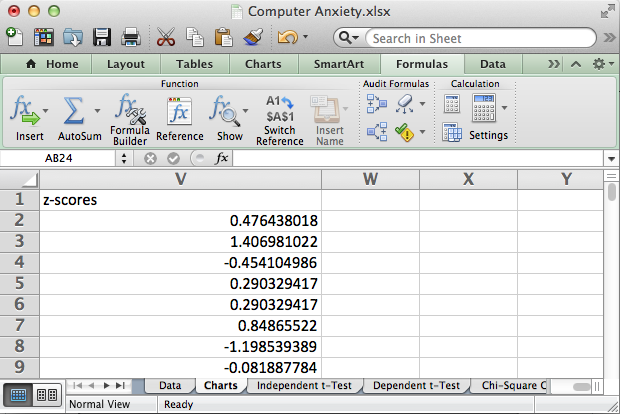 Computer Anxiety.xlsx
Search in Sheet
Home Layout Tables Charts SmartArt Formulas Data
Function Audit Formulas Calculation
A1
$A$1
Insert AutoSum Formula Builder Reference Show Switch Reference Insert Name Settings
AB24 fx
V W X Y
1 z-scores
2 0.476438018
3 1.406981022
4 -0.454104986
5 0.290329417
6 0.290329417
7 0.84865522
8 -1.198539389
9 -0.081887784
Data Charts Independent t-Test Dependent t-Test Chi-Square C
Normal View Ready